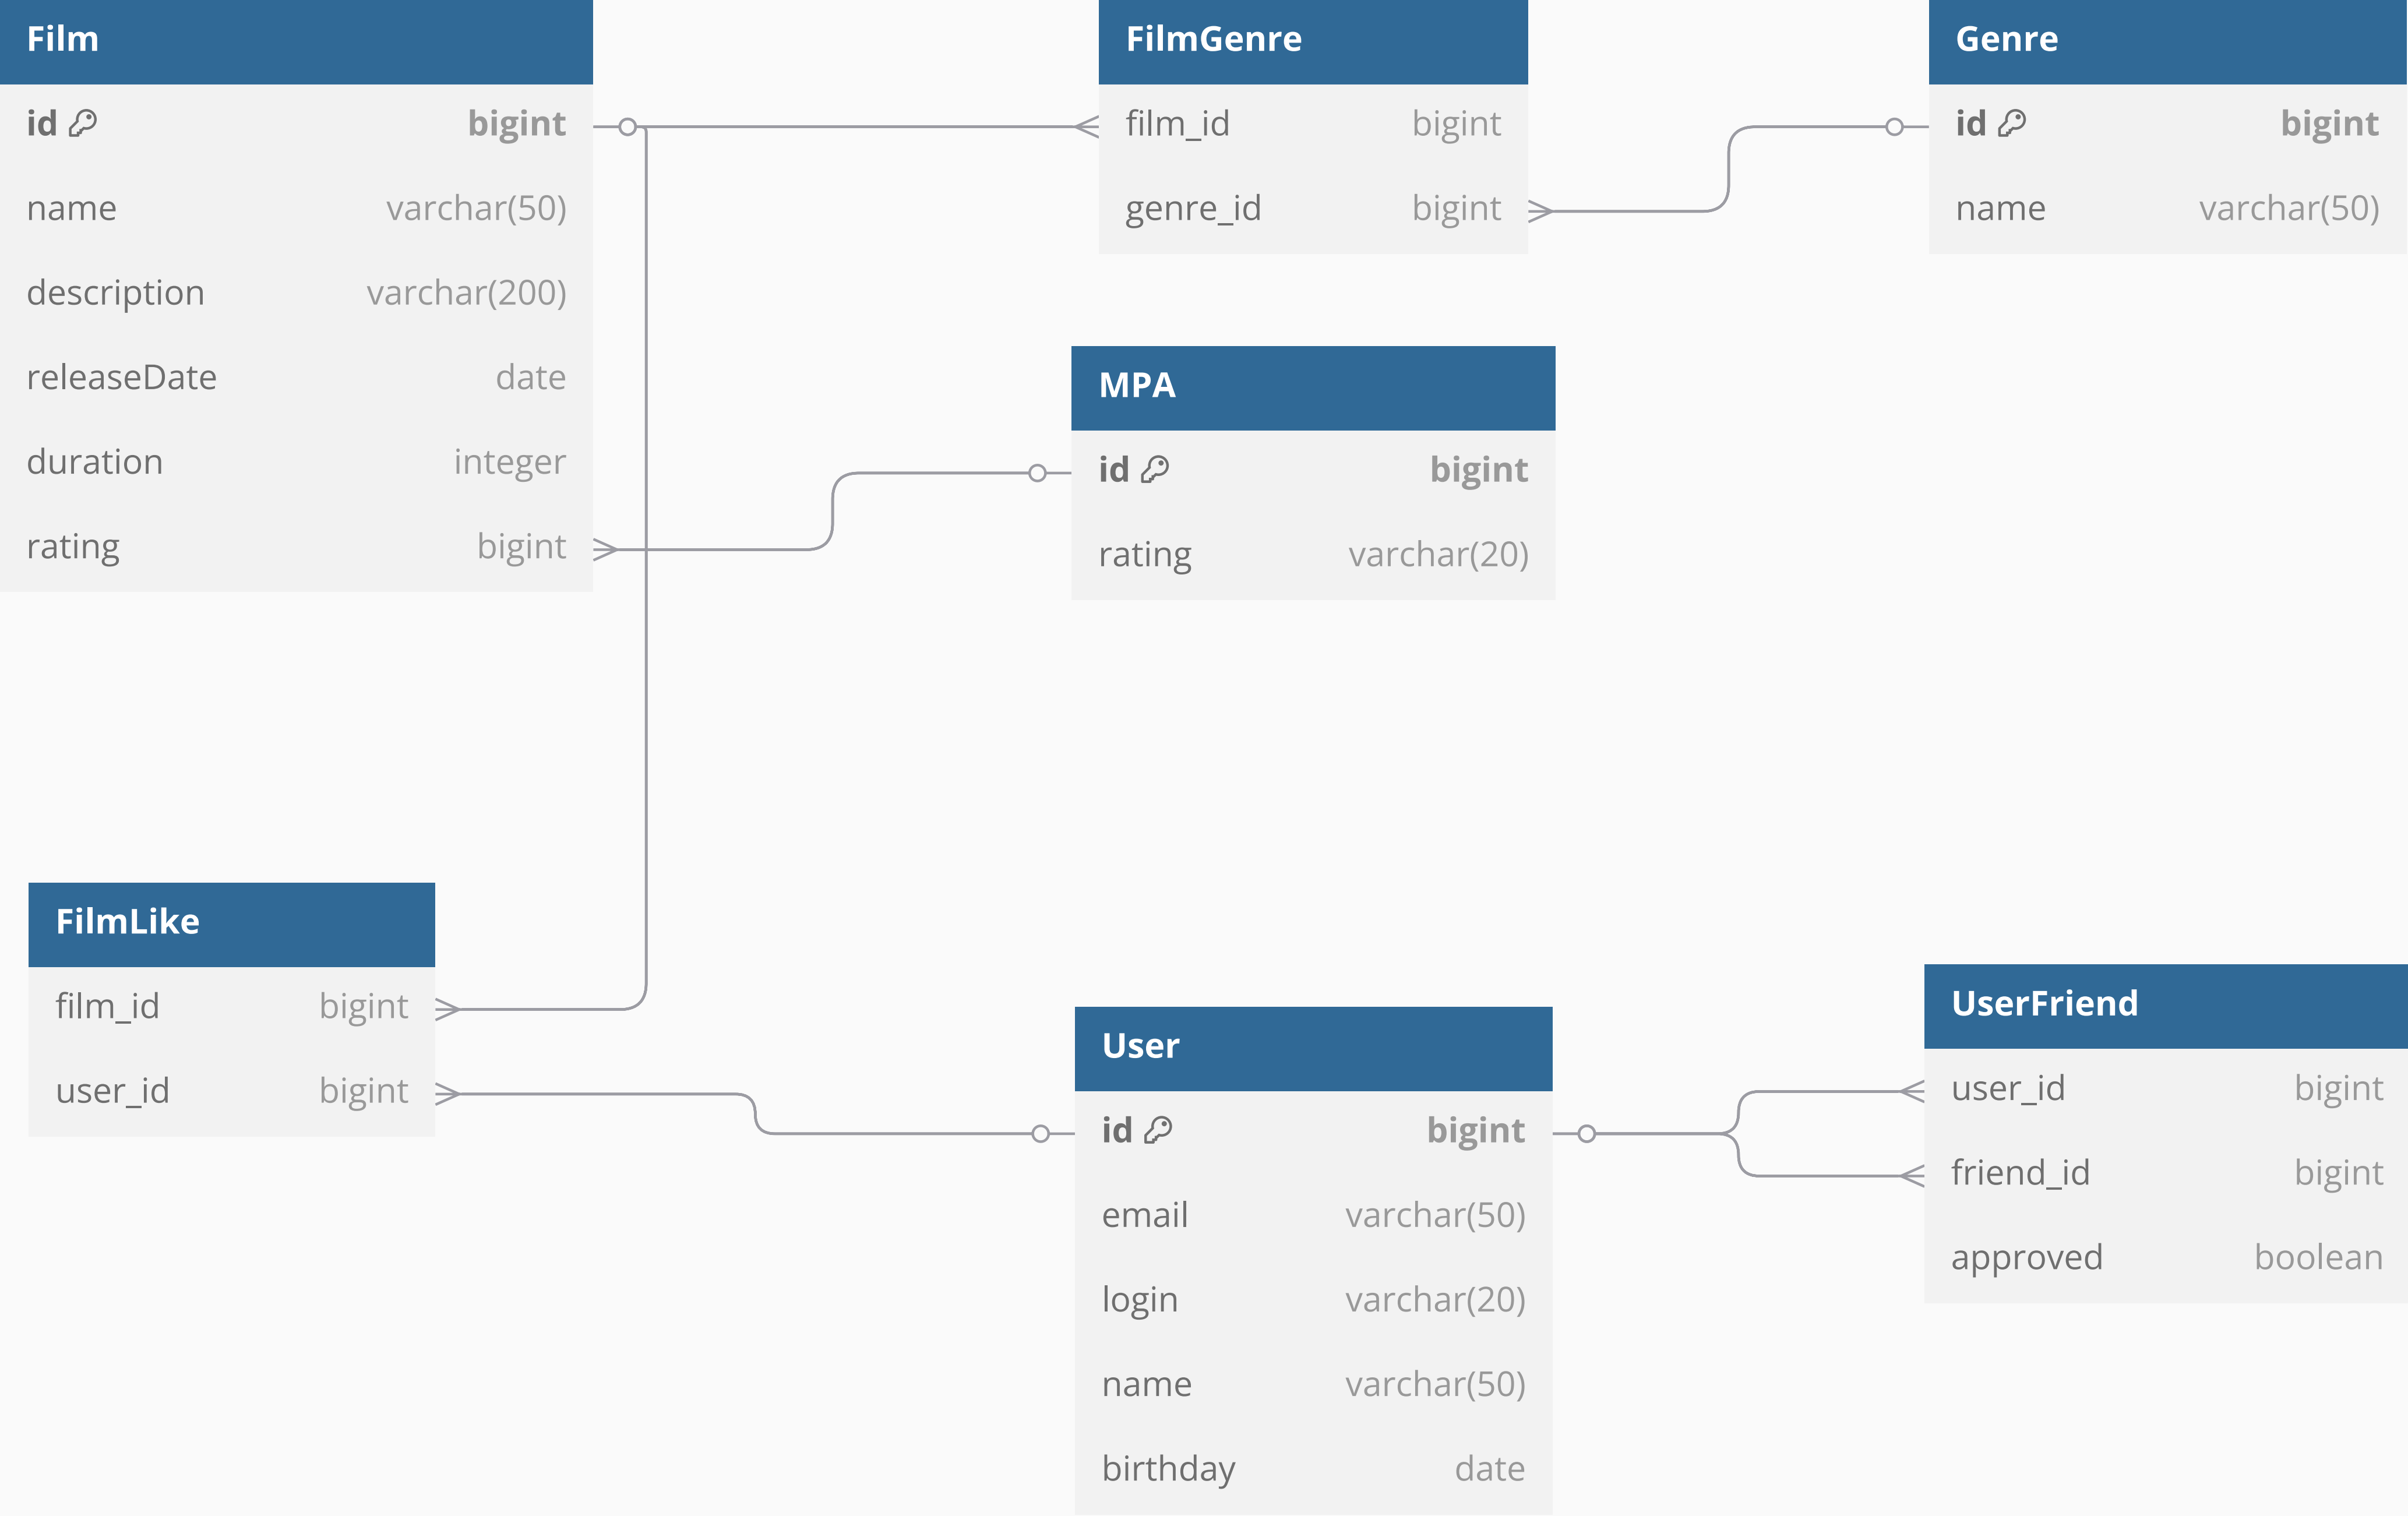 Film
id bigint
name varchar(50)
description varchar(200)
releaseDate date
duration integer
rating bigint
FilmGenre
film_id bigint
genre_id bigint
Genre
id bigint
name varchar(50)
MPA
id bigint
rating varchar(20)
FilmLike
film_id bigint
user_id bigint
User
id bigint
email varchar(50)
login varchar(20)
name varchar(50)
birthday date
UserFriend
user_id bigint
friend_id bigint
approved boolean